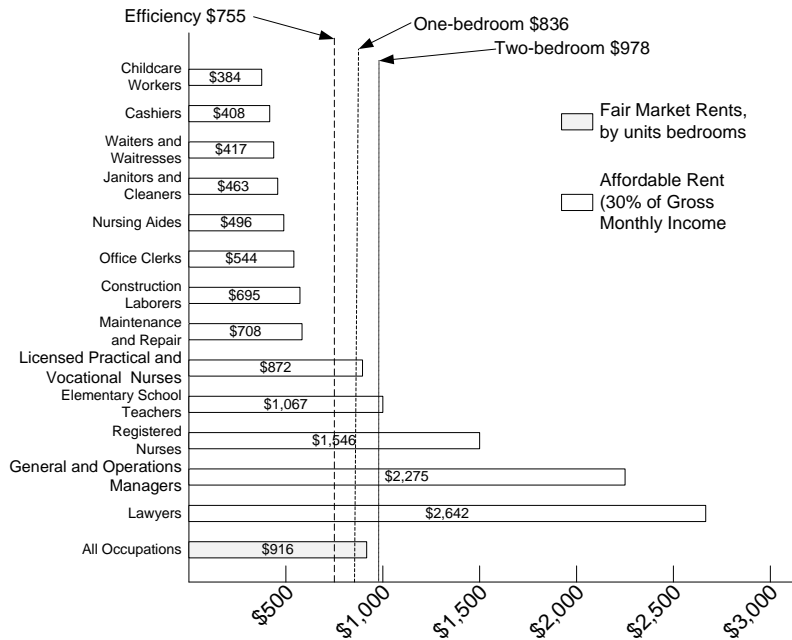 Efficiency $755
One-bedroom $836
Two-bedroom $978
Childcare
Workers
$384
Cashiers
$408
Waiters and
Waitresses
$417
Janitors and
Cleaners
$463
Nursing Aides
$496
Office Clerks
$544
Construction
Laborers
$695
Maintenance
and Repair
$708
Licensed Practical and
Vocational Nurses
$872
Elementary School
Teachers
$1,067
Registered
Nurses
$1,546
General and Operations
Managers
$2,275
Lawyers
$2,642
All Occupations
$916
Fair Market Rents,
by units bedrooms
Affordable Rent
(30% of Gross
Monthly Income
$500
$1,000
$1,500
$2,000
$2,500
$3,000